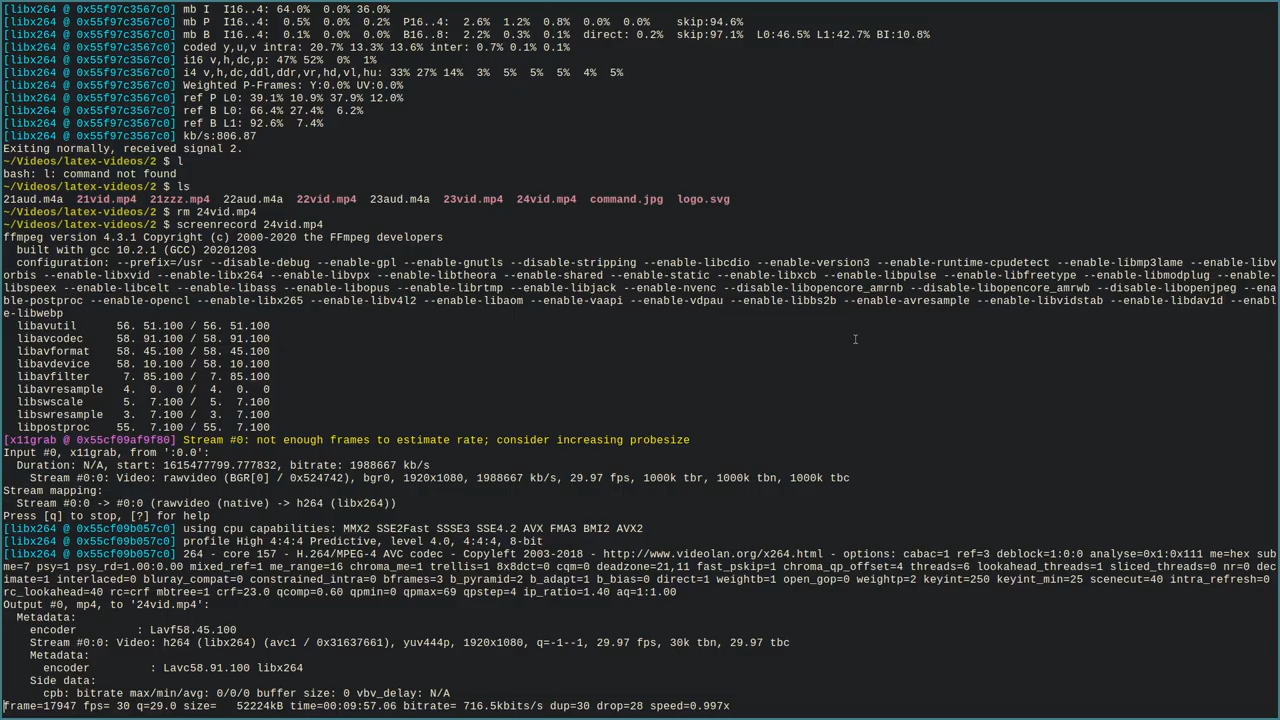 [libx264 @ 0x55f97c3567c0] mb I  I16..4: 64.0%  0.0% 36.0%
[libx264 @ 0x55f97c3567c0] mb P  I16..4:  0.5%  0.0%  0.2%  P16..4:  2.6%  1.2%  0.8%  0.0%  0.0%    skip:94.6%
[libx264 @ 0x55f97c3567c0] mb B  I16..4:  0.1%  0.0%  0.0%  B16..8:  2.2%  0.3%  0.1%  direct: 0.2%  skip:97.1%  L0:46.5% L1:42.7% BI:10.8%
[libx264 @ 0x55f97c3567c0] coded y,u,v intra: 20.7% 13.3% 13.6% inter: 0.7% 0.1% 0.1%
[libx264 @ 0x55f97c3567c0] i16 v,h,dc,p: 47% 52%  0%  1%
[libx264 @ 0x55f97c3567c0] i4 v,h,dc,ddl,ddr,vr,hd,vl,hu: 33% 27% 14%  3%  5%  5%  5%  4%  5%
[libx264 @ 0x55f97c3567c0] Weighted P-Frames: Y:0.0% UV:0.0%
[libx264 @ 0x55f97c3567c0] ref P L0: 39.1% 10.9% 37.9% 12.0%
[libx264 @ 0x55f97c3567c0] ref B L0: 66.4% 27.4%  6.2%
[libx264 @ 0x55f97c3567c0] ref B L1: 92.6%  7.4%
[libx264 @ 0x55f97c3567c0] kb/s:806.87
Exiting normally, received signal 2.
~/Videos/latex-videos/2 $ l
bash: l: command not found
~/Videos/latex-videos/2 $ ls
21aud.m4a  21vid.mp4  21zzz.mp4  22aud.m4a  22vid.mp4  23aud.m4a  23vid.mp4  24vid.mp4  command.jpg  logo.svg
~/Videos/latex-videos/2 $ rm 24vid.mp4
~/Videos/latex-videos/2 $ screenrecord 24vid.mp4
ffmpeg version 4.3.1 Copyright (c) 2000-2020 the FFmpeg developers
  built with gcc 10.2.1 (GCC) 20201203
  configuration: --prefix=/usr --disable-debug --enable-gpl --enable-gnutls --disable-stripping --enable-libcdio --enable-version3 --enable-runtime-cpudetect --enable-libmp3lame --enable-libv
orbis --enable-libxvid --enable-libx264 --enable-libvpx --enable-libtheora --enable-shared --enable-static --enable-libxcb --enable-libpulse --enable-libfreetype --enable-libmodplug --enable-
libspeex --enable-libcelt --enable-libass --enable-libopus --enable-librtmp --enable-libjack --enable-nvenc --disable-libopencore_amrnb --disable-libopencore_amrwb --disable-libopenjpeg --ena
ble-postproc --enable-opencl --enable-libx265 --enable-libv4l2 --enable-libaom --enable-vaapi --enable-vdpau --enable-libbs2b --enable-avresample --enable-libvidstab --enable-libdav1d --enabl
e-libwebp
  libavutil      56. 51.100 / 56. 51.100
  libavcodec     58. 91.100 / 58. 91.100
  libavformat    58. 45.100 / 58. 45.100
  libavdevice    58. 10.100 / 58. 10.100
  libavfilter     7. 85.100 /  7. 85.100
  libavresample   4.  0.  0 /  4.  0.  0
  libswscale      5.  7.100 /  5.  7.100
  libswresample   3.  7.100 /  3.  7.100
  libpostproc    55.  7.100 / 55.  7.100
[x11grab @ 0x55cf09af9f80] Stream #0: not enough frames to estimate rate; consider increasing probesize
Input #0, x11grab, from ':0.0':
  Duration: N/A, start: 1615477799.777832, bitrate: 1988667 kb/s
    Stream #0:0: Video: rawvideo (BGR[0] / 0x524742), bgr0, 1920x1080, 1988667 kb/s, 29.97 fps, 1000k tbr, 1000k tbn, 1000k tbc
Stream mapping:
  Stream #0:0 -> #0:0 (rawvideo (native) -> h264 (libx264))
Press [q] to stop, [?] for help
[libx264 @ 0x55cf09b057c0] using cpu capabilities: MMX2 SSE2Fast SSSE3 SSE4.2 AVX FMA3 BMI2 AVX2
[libx264 @ 0x55cf09b057c0] profile High 4:4:4 Predictive, level 4.0, 4:4:4, 8-bit
[libx264 @ 0x55cf09b057c0] 264 - core 157 - H.264/MPEG-4 AVC codec - Copyleft 2003-2018 - http://www.videolan.org/x264.html - options: cabac=1 ref=3 deblock=1:0:0 analyse=0x1:0x111 me=hex sub
me=7 psy=1 psy_rd=1.00:0.00 mixed_ref=1 me_range=16 chroma_me=1 trellis=1 8x8dct=0 cqm=0 deadzone=21,11 fast_pskip=1 chroma_qp_offset=4 threads=6 lookahead_threads=1 sliced_threads=0 nr=0 dec
imate=1 interlaced=0 bluray_compat=0 constrained_intra=0 bframes=3 b_pyramid=2 b_adapt=1 b_bias=0 direct=1 weightb=1 open_gop=0 weightp=2 keyint=250 keyint_min=25 scenecut=40 intra_refresh=0
rc_lookahead=40 rc=crf mbtree=1 crf=23.0 qcomp=0.60 qpmin=0 qpmax=69 qpstep=4 ip_ratio=1.40 aq=1:1.00
Output #0, mp4, to '24vid.mp4':
  Metadata:
    encoder         : Lavf58.45.100
    Stream #0:0: Video: h264 (libx264) (avc1 / 0x31637661), yuv444p, 1920x1080, q=-1--1, 29.97 fps, 30k tbn, 29.97 tbc
    Metadata:
      encoder         : Lavc58.91.100 libx264
    Side data:
      cpb: bitrate max/min/avg: 0/0/0 buffer size: 0 vbv_delay: N/A
frame=17947 fps= 30 q=29.0 size=   52224kB time=00:09:57.06 bitrate= 716.5kbits/s dup=30 drop=28 speed=0.997x